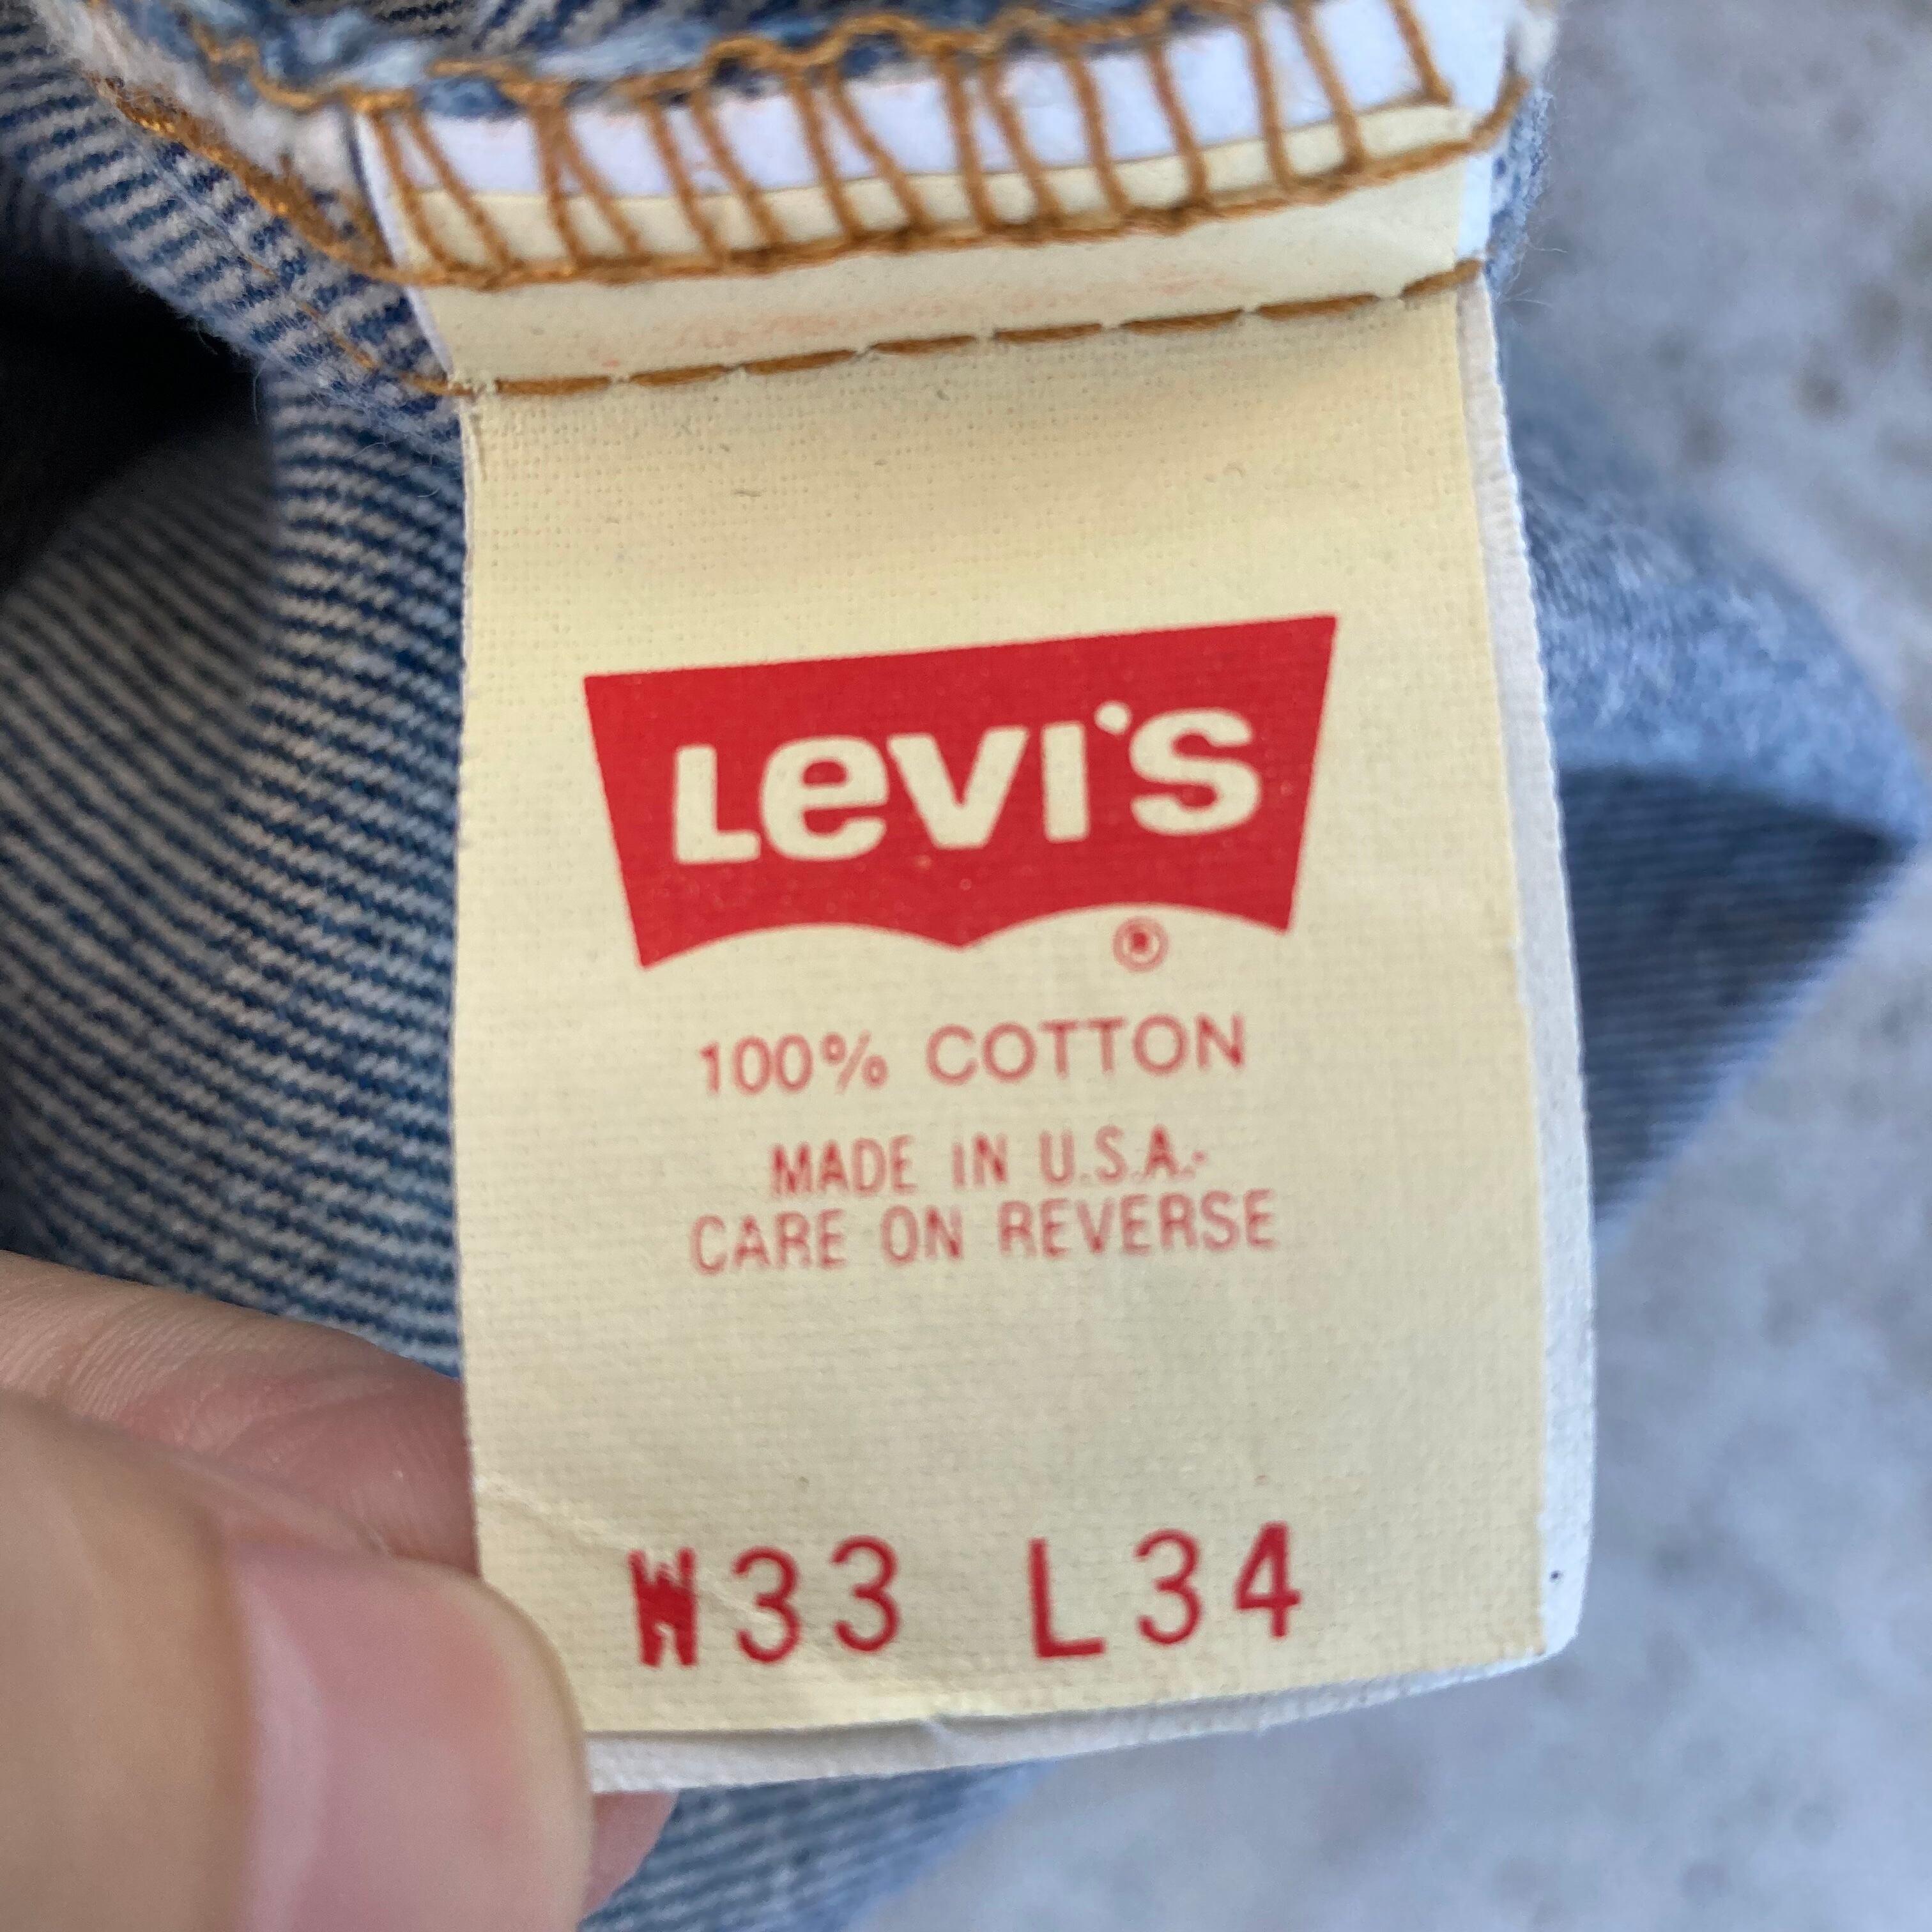 Levi's
®
100% COTTON
MADE IN U.S.A.
CARE ON REVERSE
W33 L34